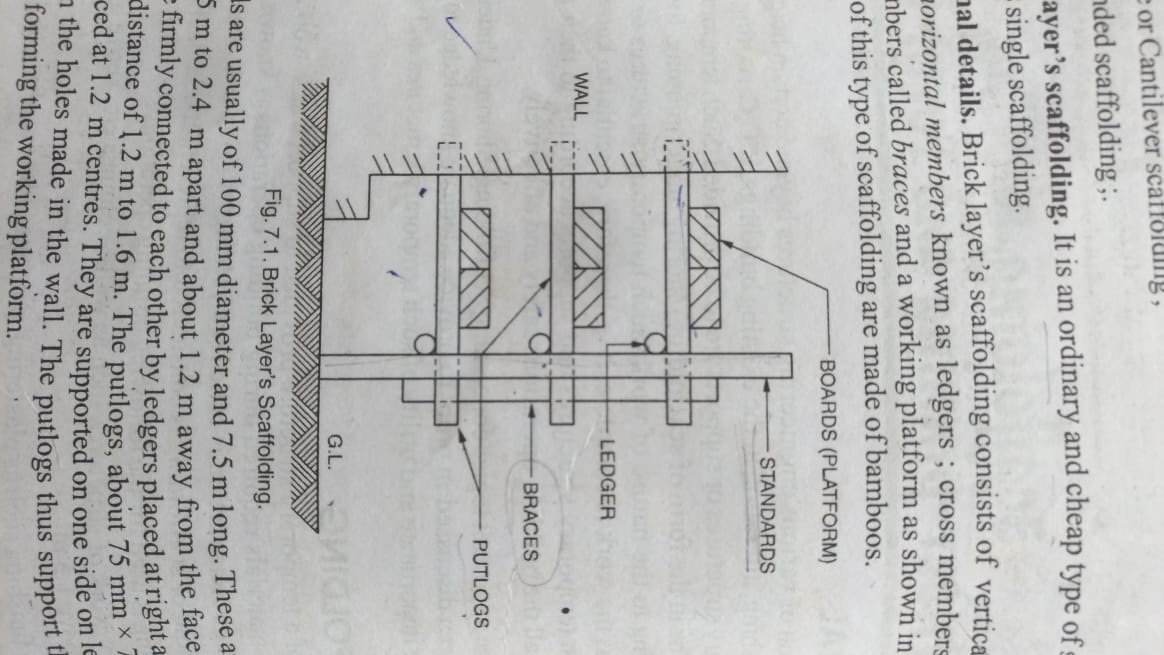 or Cantilever scaffolding,
nded scaffolding;
ayer's scaffolding. It is an ordinary and cheap type of
single scaffolding.
nal details. Brick layer's scaffolding consists of vertica
horizontal members known as ledgers ; cross members
nbers called braces and a working platform as shown in
of this type of scaffolding are made of bamboos.
BOARDS (PLATFORM)
STANDARDS
WALL
LEDGER
BRACES
PUTLOGS
G.L.
Fig. 7.1. Brick Layer's Scaffolding.
ls are usually of 100 mm diameter and 7.5 m long. These a
5 m to 2.4 m apart and about 1.2 m away from the face
firmly connected to each other by ledgers placed at right a
distance of 1.2 m to 1.6 m. The putlogs, about 75 mm × 7
ced at 1.2 m centres. They are supported on one side on le
n the holes made in the wall. The putlogs thus support th
forming the working platform.